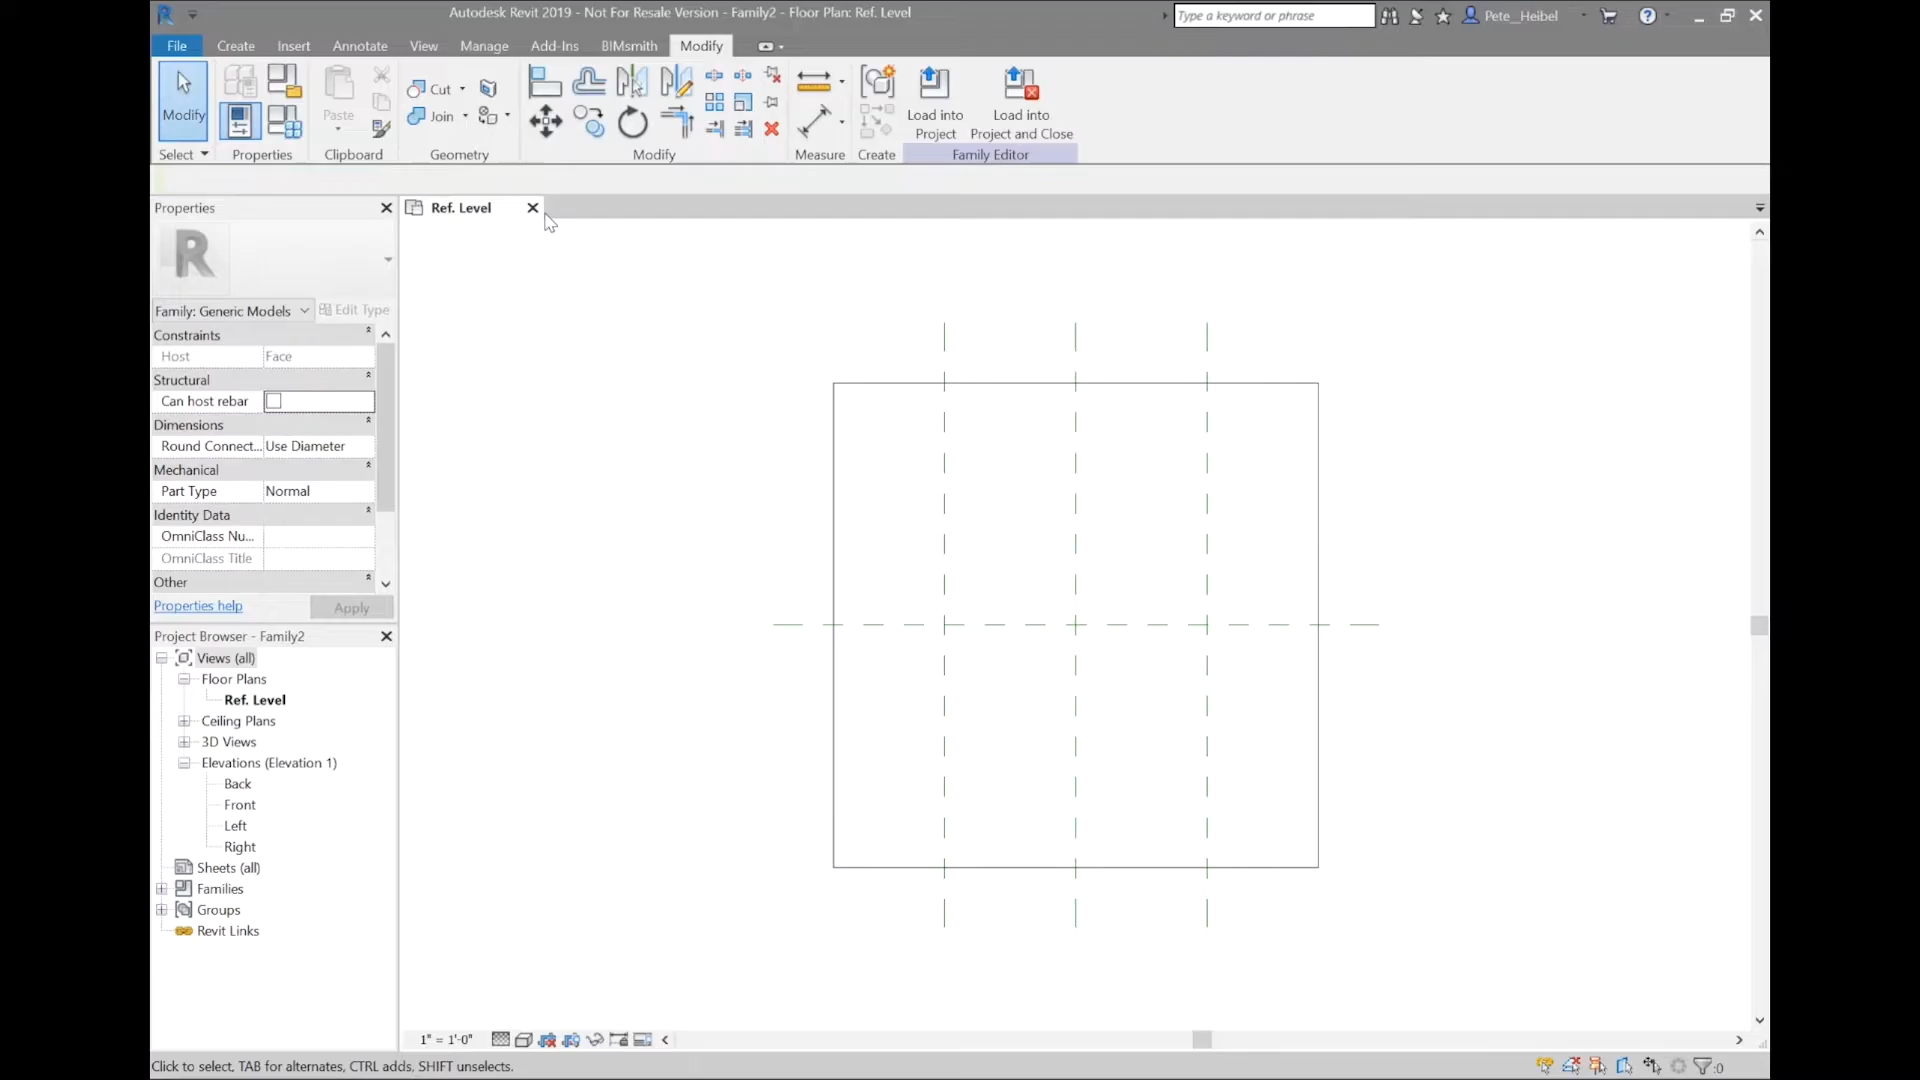 Autodesk Revit 2019 - Not For Resale Version - Family2 - Floor Plan: Ref. Level
Type a keyword or phrase
Pete_Heibel
File Create Insert Annotate View Manage Add-Ins BIMsmith Modify
Modify
Paste
Cut
Join
Load into
Project
Load into
Project and Close
Select Properties Clipboard Geometry Modify Measure Create Family Editor
Properties
Ref. Level
R
Family: Generic Models
Edit Type
Constraints
Host Face
Structural
Can host rebar
Dimensions
Round Connect... Use Diameter
Mechanical
Part Type Normal
Identity Data
OmniClass Nu...
OmniClass Title
Other
Properties help
Apply
Project Browser - Family2
Views (all)
Floor Plans
Ref. Level
Ceiling Plans
3D Views
Elevations (Elevation 1)
Back
Front
Left
Right
Sheets (all)
Families
Groups
Revit Links
1" = 1'-0"
Click to select, TAB for alternates, CTRL adds, SHIFT unselects.
:0